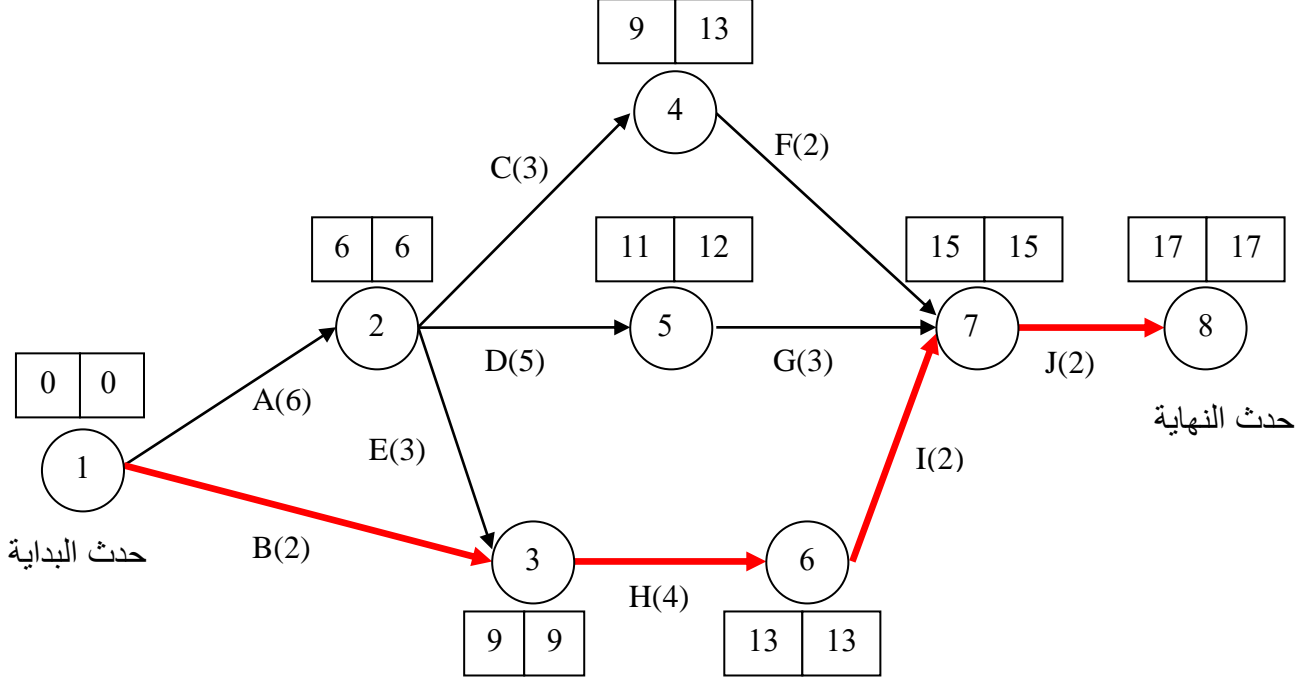 9 13
4
C(3)
F(2)
6 6
11 12
15 15
17 17
2
5
7
8
D(5)
G(3)
J(2)
0 0
A(6)
حدث النهاية
E(3)
I(2)
1
حدث البداية
B(2)
3
6
H(4)
9 9
13 13